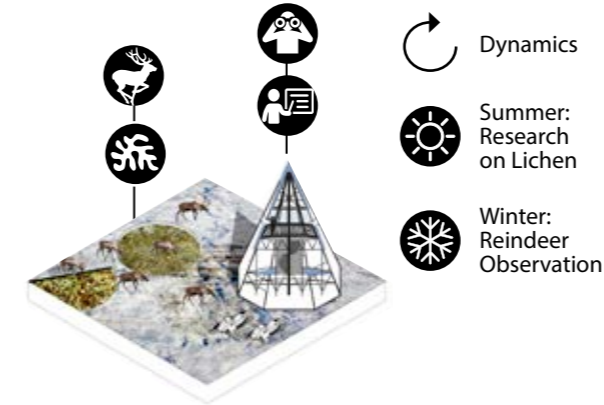 Dynamics
Summer:
Research
on Lichen
Winter:
Reindeer
Observation